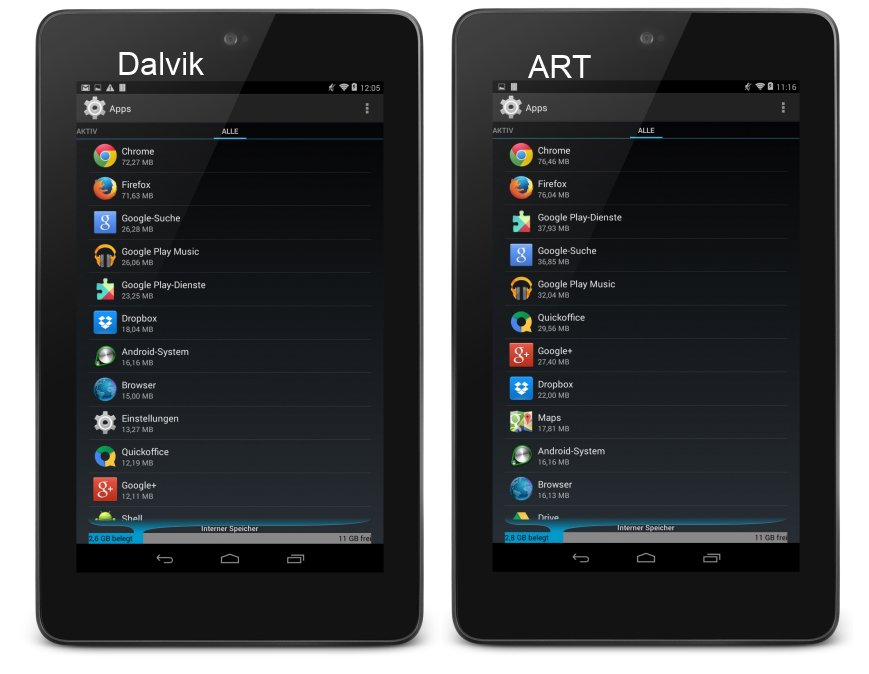 Dalvik
12:05
Apps
AKTIV
ALLE
Chrome
72,27 MB
Firefox
71,63 MB
Google-Suche
26,28 MB
Google Play Music
26,06 MB
Google Play-Dienste
23,25 MB
Dropbox
18,04 MB
Android-System
16,16 MB
Browser
15,00 MB
Einstellungen
13,27 MB
Quickoffice
12,19 MB
Google+
12,11 MB
Shell
Interner Speicher
2,6 GB belegt
11 GB frei
ART
11:16
Apps
AKTIV
ALLE
Chrome
76,46 MB
Firefox
76,04 MB
Google Play-Dienste
37,93 MB
Google-Suche
36,85 MB
Google Play Music
32,04 MB
Quickoffice
29,56 MB
Google+
27,40 MB
Dropbox
22,00 MB
Maps
17,81 MB
Android-System
16,16 MB
Browser
16,13 MB
Drive
Interner Speicher
2,8 GB belegt
11 GB frei